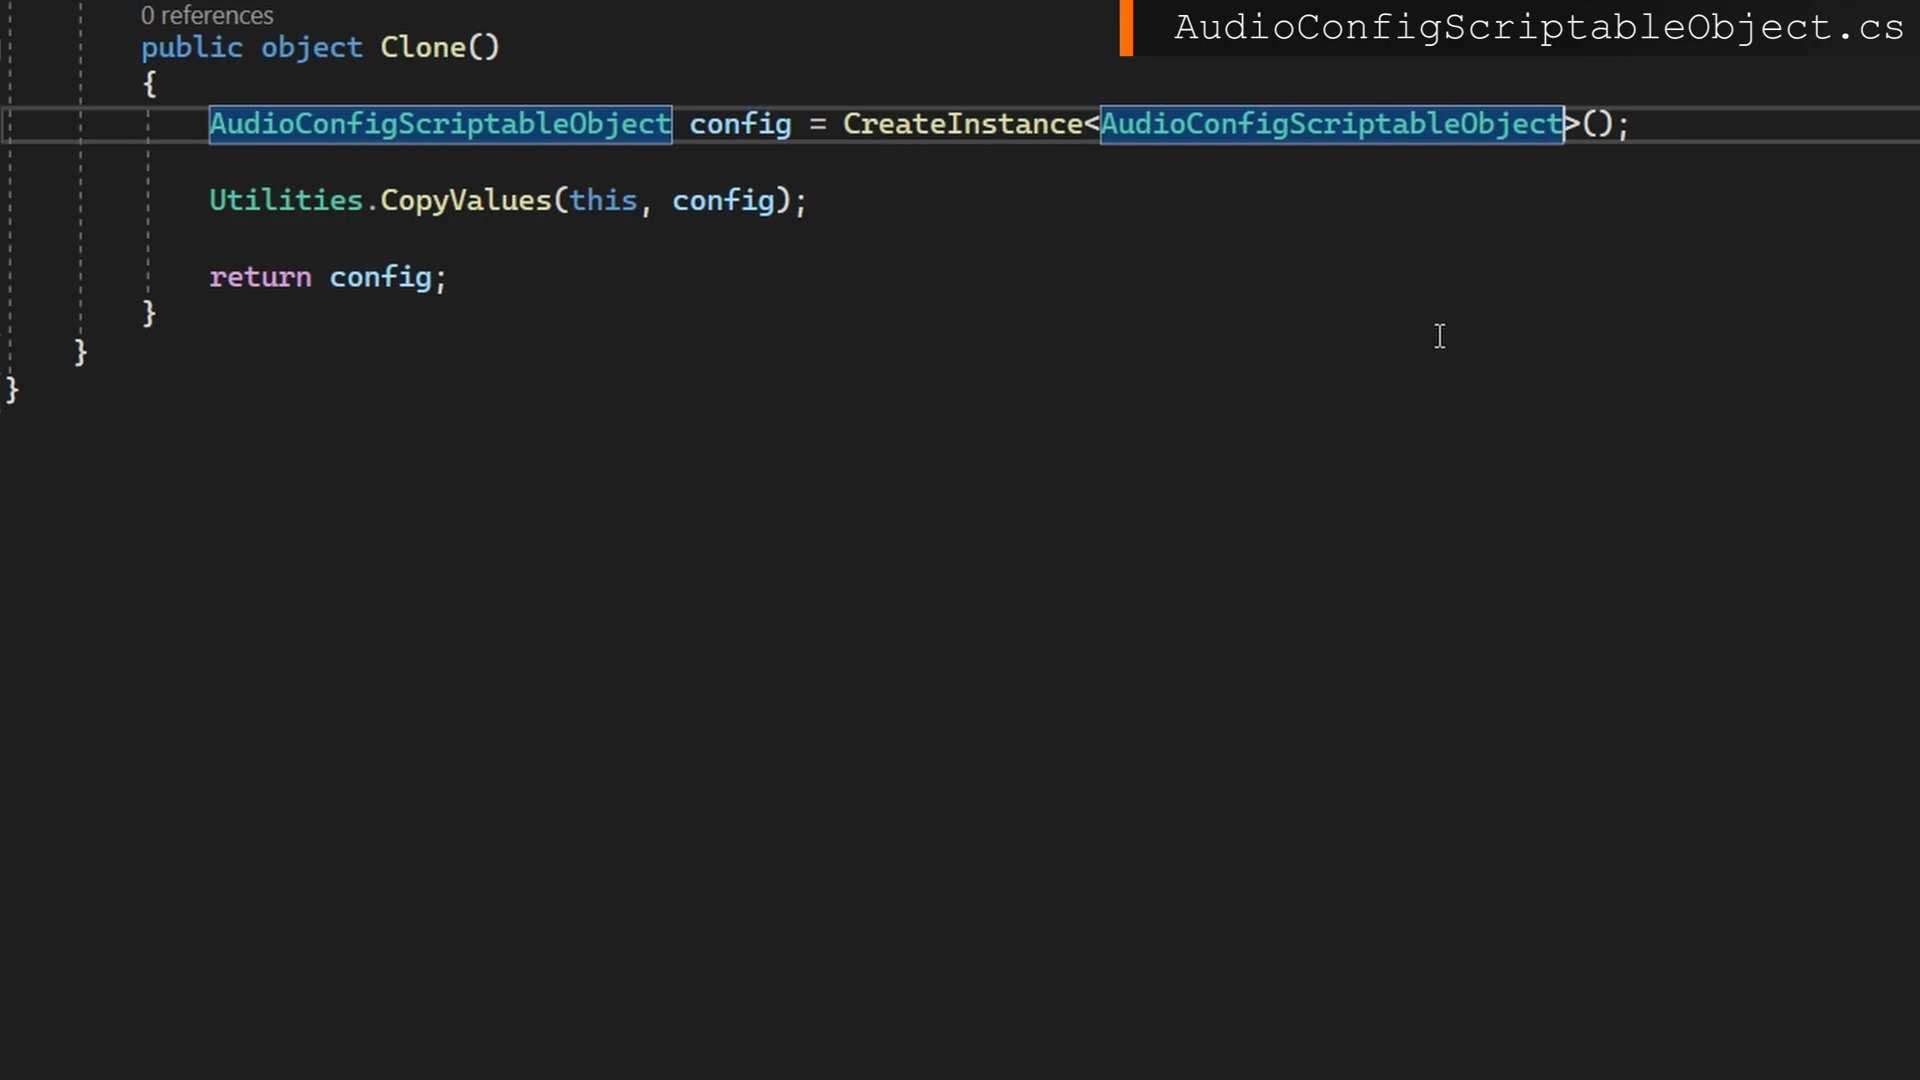 0 references
AudioConfigScriptableObject.cs
public object Clone()
{
AudioConfigScriptableObject config = CreateInstance<AudioConfigScriptableObject>();
Utilities.CopyValues(this, config);
return config;
}
}
}